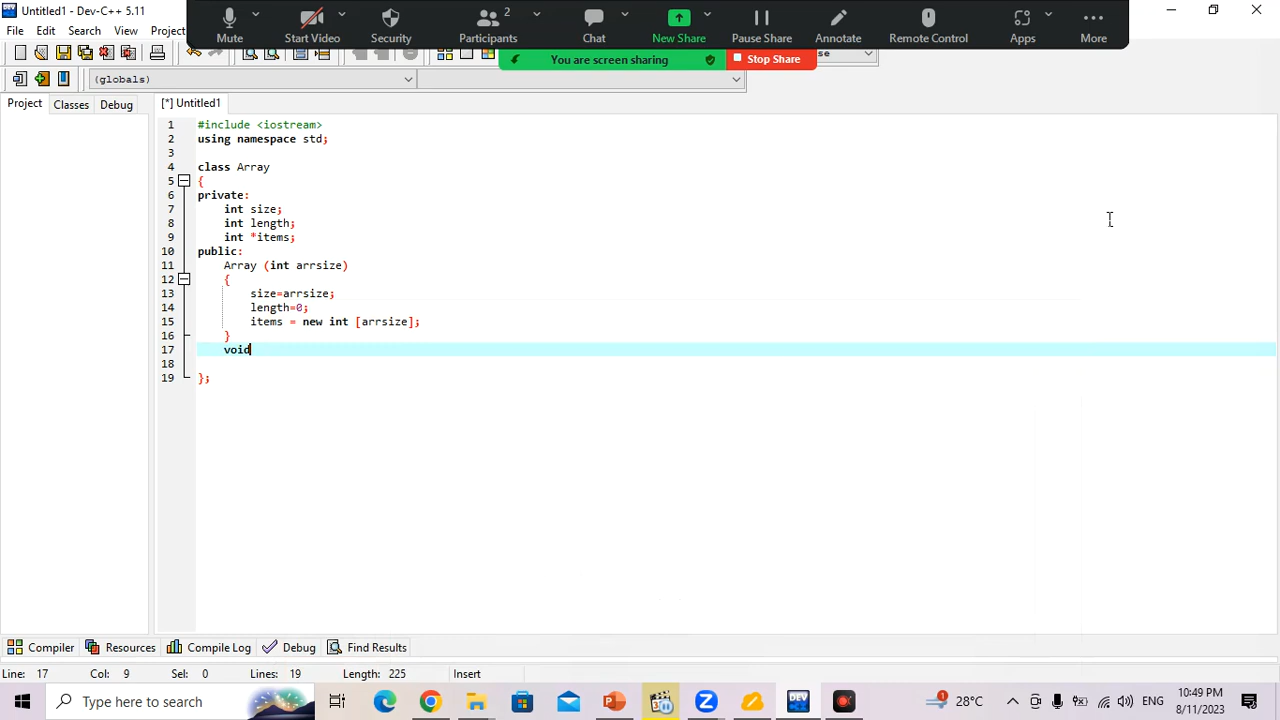 Untitled1 - Dev-C++ 5.11
Mute
Start Video
Security
Participants 2
Chat
New Share
Pause Share
Annotate
Remote Control
Apps
More
File Edit Search View Project
You are screen sharing
Stop Share
(globals)
Project Classes Debug
[*] Untitled1
1 #include <iostream>
2 using namespace std;
3
4 class Array
5 {
6 private:
7 int size;
8 int length;
9 int *items;
10 public:
11 Array (int arrsize)
12 {
13 size=arrsize;
14 length=0;
15 items = new int [arrsize];
16 }
17 void
18
19 };
Compiler Resources Compile Log Debug Find Results
Line: 17 Col: 9 Sel: 0 Lines: 19 Length: 225 Insert
Type here to search
1 28°C ENG
10:49 PM
8/11/2023